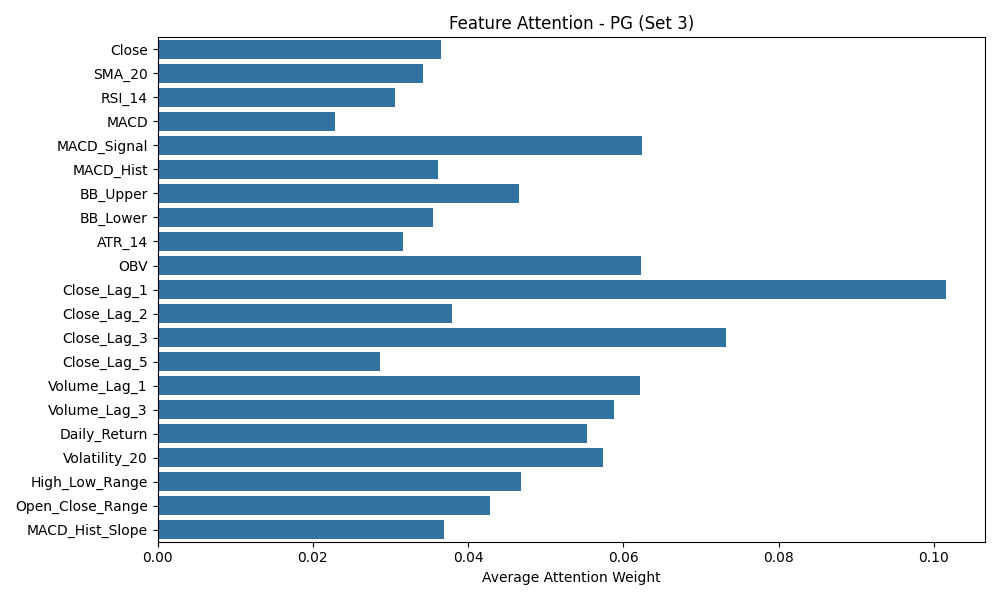 Feature Attention - PG (Set 3)
Close
SMA_20
RSI_14
MACD
MACD_Signal
MACD_Hist
BB_Upper
BB_Lower
ATR_14
OBV
Close_Lag_1
Close_Lag_2
Close_Lag_3
Close_Lag_5
Volume_Lag_1
Volume_Lag_3
Daily_Return
Volatility_20
High_Low_Range
Open_Close_Range
MACD_Hist_Slope
0.00 0.02 0.04 0.06 0.08 0.10
Average Attention Weight